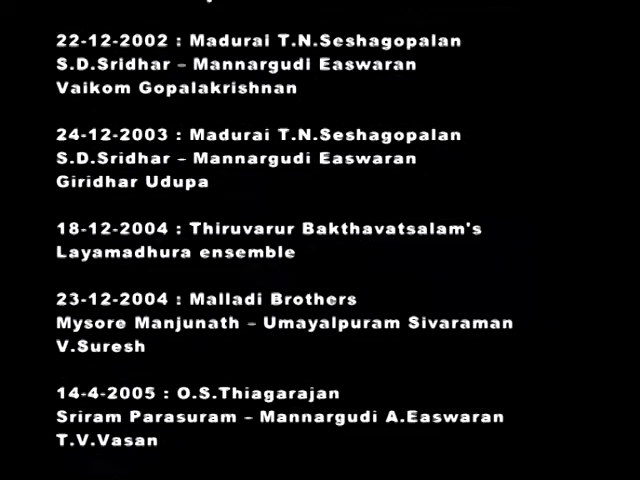 22-12-2002 : Madurai T.N.Seshagopalan
S.D.Sridhar – Mannargudi Easwaran
Vaikom Gopalakrishnan
24-12-2003 : Madurai T.N.Seshagopalan
S.D.Sridhar – Mannargudi Easwaran
Giridhar Udupa
18-12-2004 : Thiruvarur Bakthavatsalam's
Layamadhura ensemble
23-12-2004 : Malladi Brothers
Mysore Manjunath – Umayalpuram Sivaraman
V.Suresh
14-4-2005 : O.S.Thiagarajan
Sriram Parasuram – Mannargudi A.Easwaran
T.V.Vasan